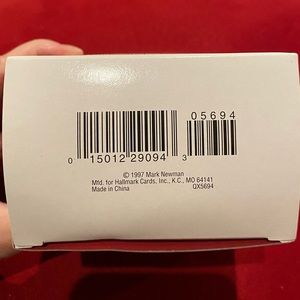 05694
0 15012 29094 3
© 1997 Mark Newman
Mfd. for Hallmark Cards, Inc., K.C., MO 64141
Made in China QX5694